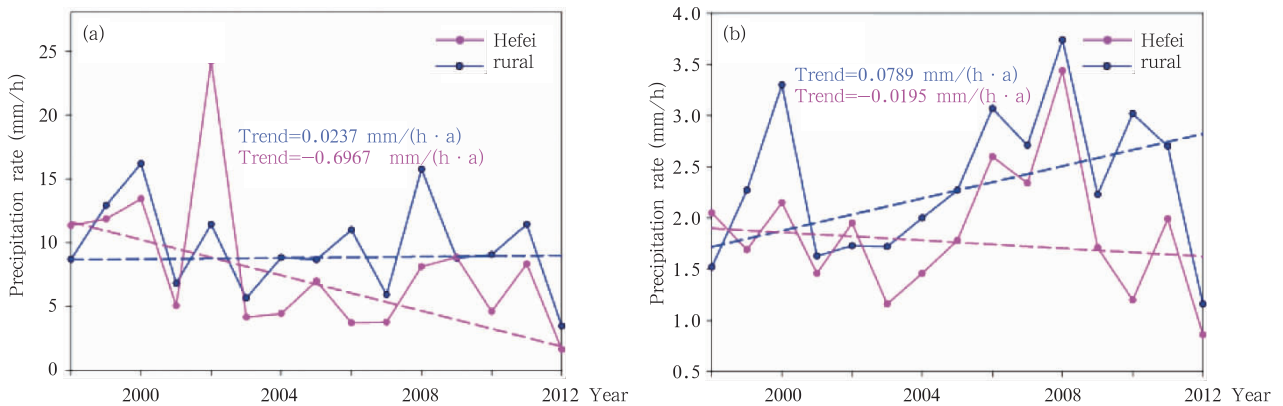 (a)
Hefei
rural
Trend=0.0237 mm/(h · a)
Trend=−0.6967 mm/(h · a)
Precipitation rate (mm/h)
25
20
15
10
5
0
2000 2004 2008 2012 Year
(b)
Hefei
rural
Trend=0.0789 mm/(h · a)
Trend=−0.0195 mm/(h · a)
Precipitation rate (mm/h)
4.0
3.5
3.0
2.5
2.0
1.5
1.0
0.5
2000 2004 2008 2012 Year